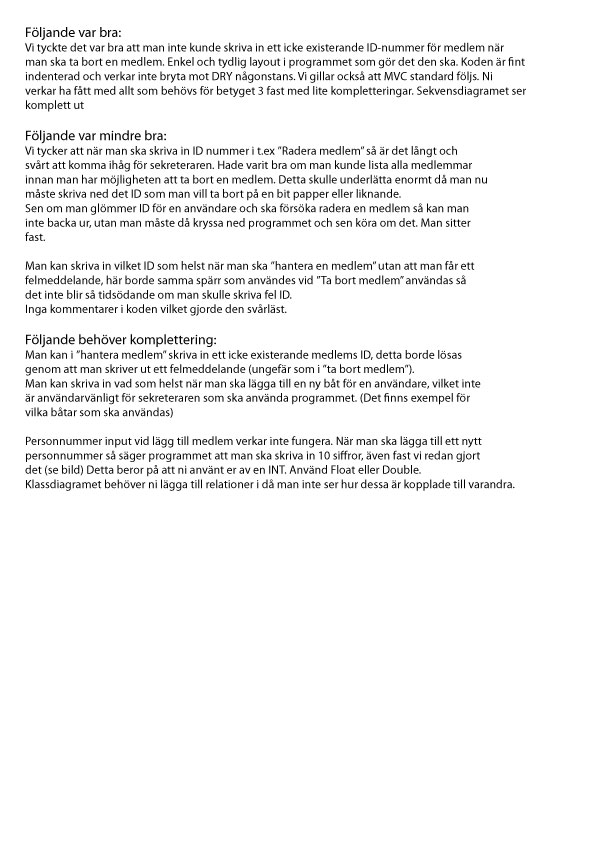 Följande var bra:
Vi tyckte det var bra att man inte kunde skriva in ett icke existerande ID-nummer för medlem när
man ska ta bort en medlem. Enkel och tydlig layout i programmet som gör det den ska. Koden är fint
indenterad och verkar inte bryta mot DRY någonstans. Vi gillar också att MVC standard följs. Ni
verkar ha fått med allt som behövs för betyget 3 fast med lite kompletteringar. Sekvensdiagramet ser
komplett ut

Följande var mindre bra:
Vi tycker att när man ska skriva in ID nummer i t.ex ”Radera medlem” så är det långt och
svårt att komma ihåg för sekreteraren. Hade varit bra om man kunde lista alla medlemmar
innan man har möjligheten att ta bort en medlem. Detta skulle underlätta enormt då man nu
måste skriva ned det ID som man vill ta bort på en bit papper eller liknande.
Sen om man glömmer ID för en användare och ska försöka radera en medlem så kan man
inte backa ur, utan man måste då kryssa ned programmet och sen köra om det. Man sitter
fast.

Man kan skriva in vilket ID som helst när man ska ”hantera en medlem” utan att man får ett
felmeddelande, här borde samma spärr som användes vid ”Ta bort medlem” användas så
det inte blir så tidsödande om man skulle skriva fel ID.
Inga kommentarer i koden vilket gjorde den svårläst.

Följande behöver komplettering:
Man kan i ”hantera medlem” skriva in ett icke existerande medlems ID, detta borde lösas
genom att man skriver ut ett felmeddelande (ungefär som i ”ta bort medlem”).
Man kan skriva in vad som helst när man ska lägga till en ny båt för en användare, vilket inte
är användarvänligt för sekreteraren som ska använda programmet. (Det finns exempel för
vilka båtar som ska användas)

Personnummer input vid lägg till medlem verkar inte fungera. När man ska lägga till ett nytt
personnummer så säger programmet att man ska skriva in 10 siffror, även fast vi redan gjort
det (se bild) Detta beror på att ni använt er av en INT. Använd Float eller Double.
Klassdiagramet behöver ni lägga till relationer i då man inte ser hur dessa är kopplade till varandra.